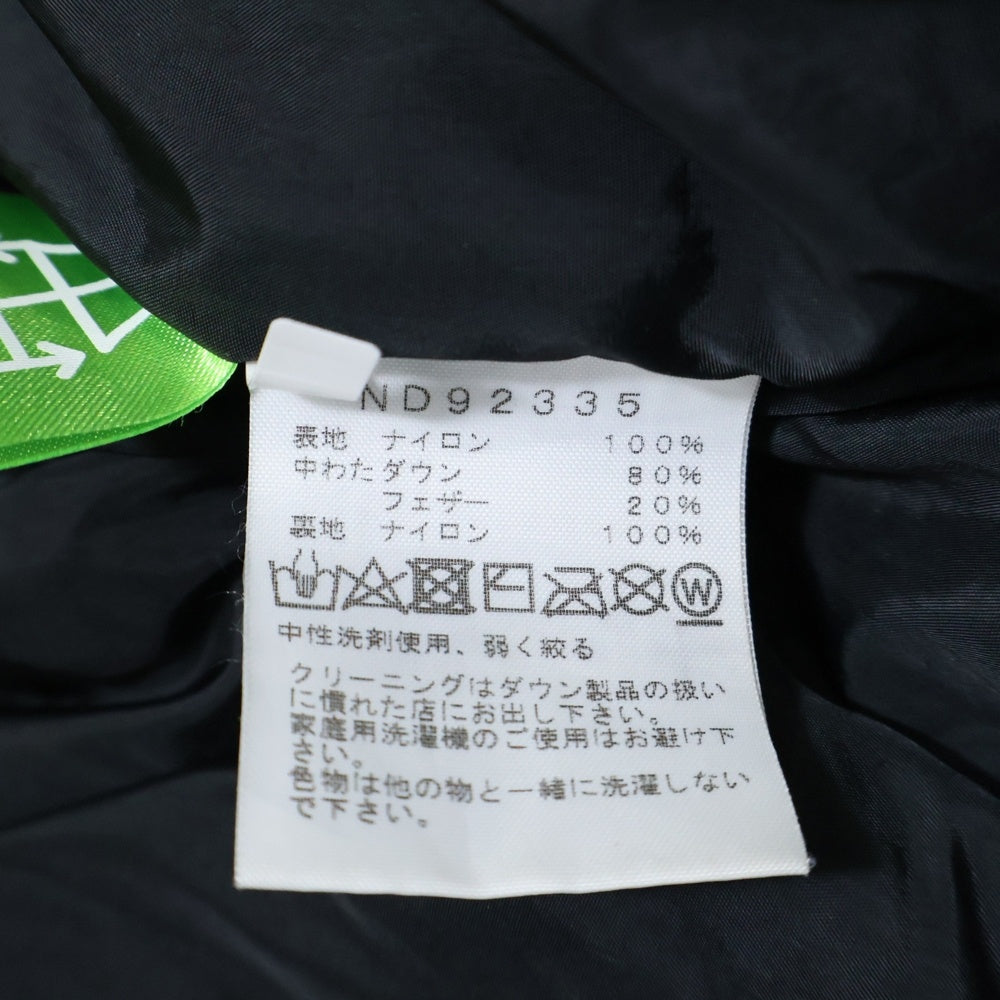 ND92335
表地 ナイロン 100%
中わたダウン 80%
フェザー 20%
裏地 ナイロン 100%
W
中性洗剤使用、弱く絞る
クリーニングはダウン製品の扱い
に慣れた店にお出し下さい。
家庭用洗濯機のご使用はお避け下
さい。
色物は他の物と一緒に洗濯しない
で下さい。